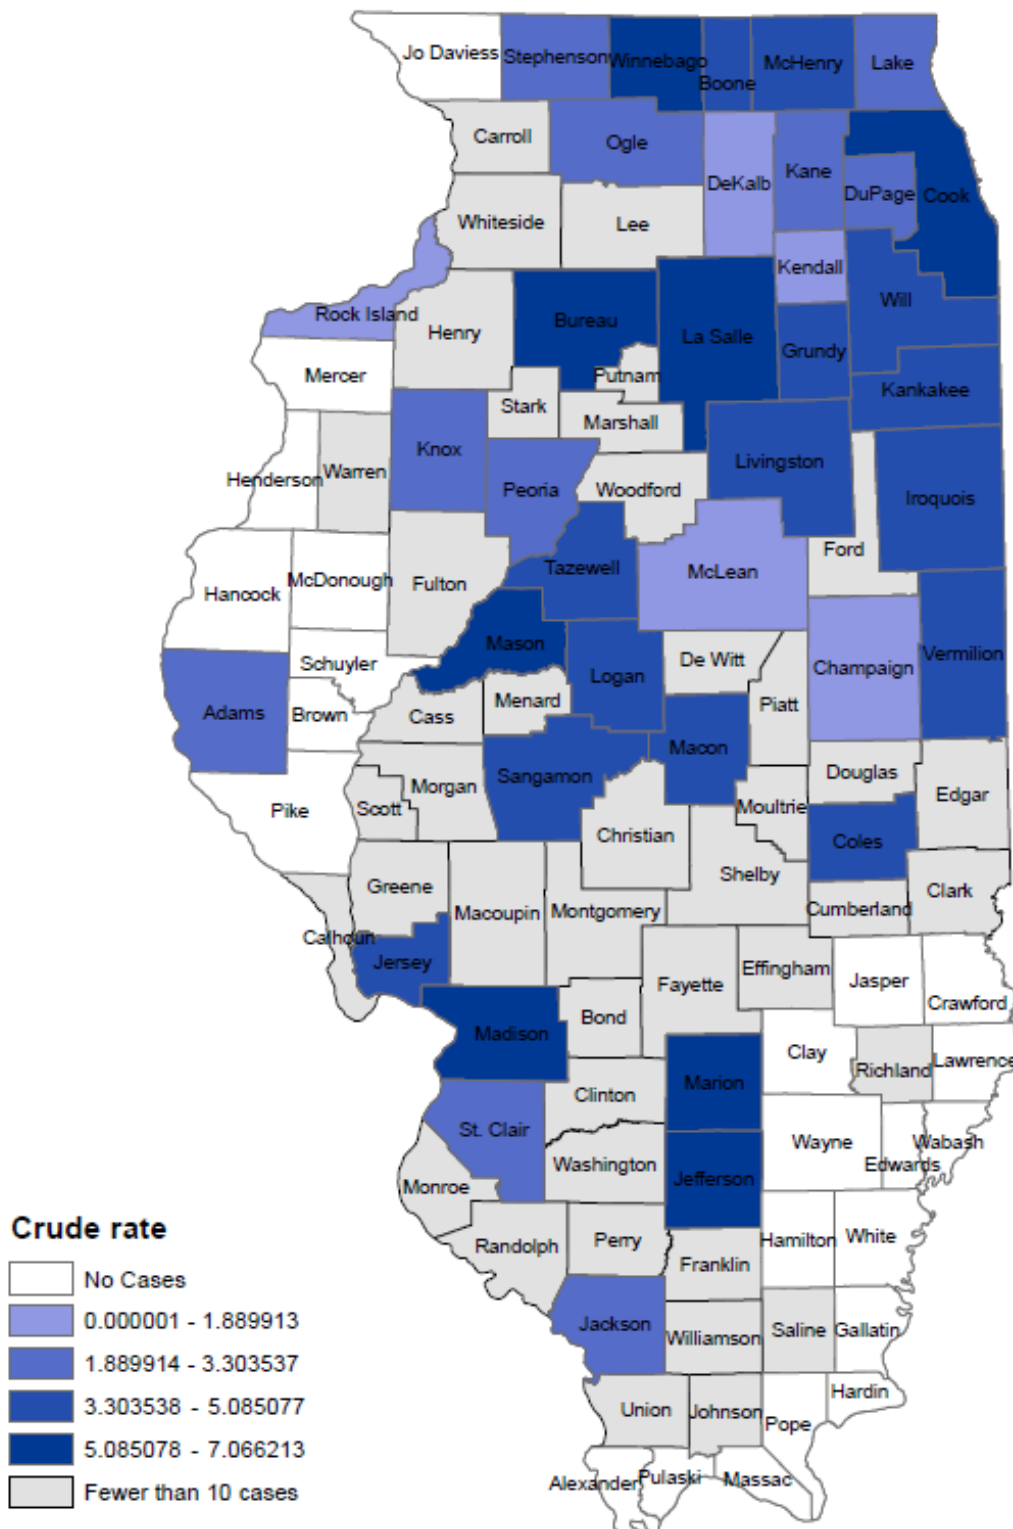 Jo Daviess
Stephenson
Winnebago
Boone
McHenry
Lake
Carroll
Ogle
DeKalb
Kane
DuPage
Cook
Whiteside
Lee
Kendall
Will
Rock Island
Henry
Bureau
La Salle
Grundy
Mercer
Putnam
Kankakee
Stark
Marshall
Knox
Henderson
Warren
Peoria
Woodford
Livingston
Iroquois
Ford
Hancock
McDonough
Fulton
Tazewell
McLean
Mason
Schuyler
Logan
De Witt
Champaign
Vermilion
Adams
Brown
Cass
Menard
Piatt
Macon
Sangamon
Douglas
Edgar
Pike
Scott
Morgan
Moultrie
Christian
Coles
Shelby
Greene
Clark
Macoupin
Montgomery
Cumberland
Calhoun
Jersey
Fayette
Effingham
Jasper
Crawford
Madison
Bond
Clay
Lawrence
Richland
Marion
Clinton
St. Clair
Wayne
Wabash
Edwards
Washington
Jefferson
Monroe
Randolph
Perry
Hamilton
White
Franklin
Jackson
Williamson
Saline
Gallatin
Union
Johnson
Pope
Hardin
Alexander
Pulaski
Massac
Crude rate
No Cases
0.000001 - 1.889913
1.889914 - 3.303537
3.303538 - 5.085077
5.085078 - 7.066213
Fewer than 10 cases